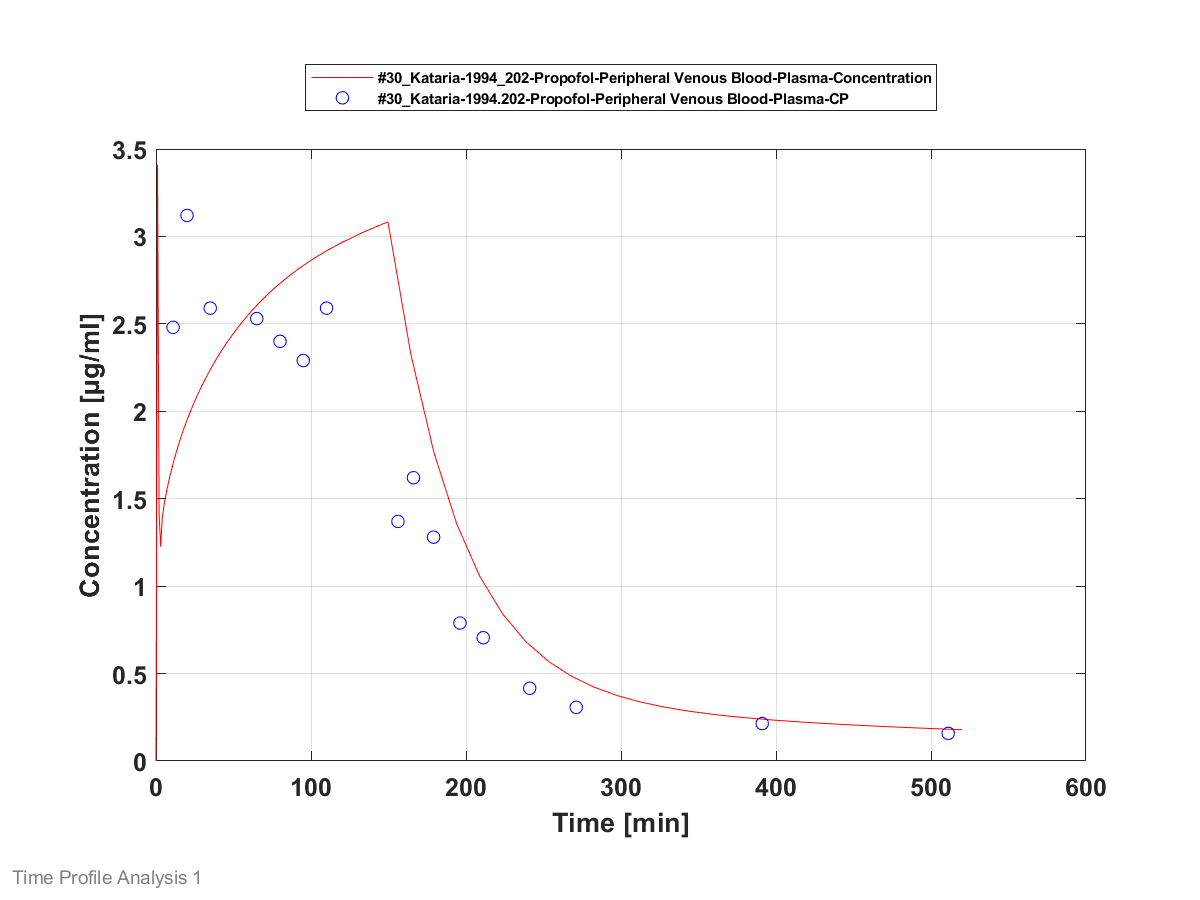 #30_Kataria-1994_202-Propofol-Peripheral Venous Blood-Plasma-Concentration
#30_Kataria-1994.202-Propofol-Peripheral Venous Blood-Plasma-CP
3.5
3
2.5
2
1.5
1
0.5
0
Concentration [µg/ml]
0 100 200 300 400 500 600
Time [min]
Time Profile Analysis 1